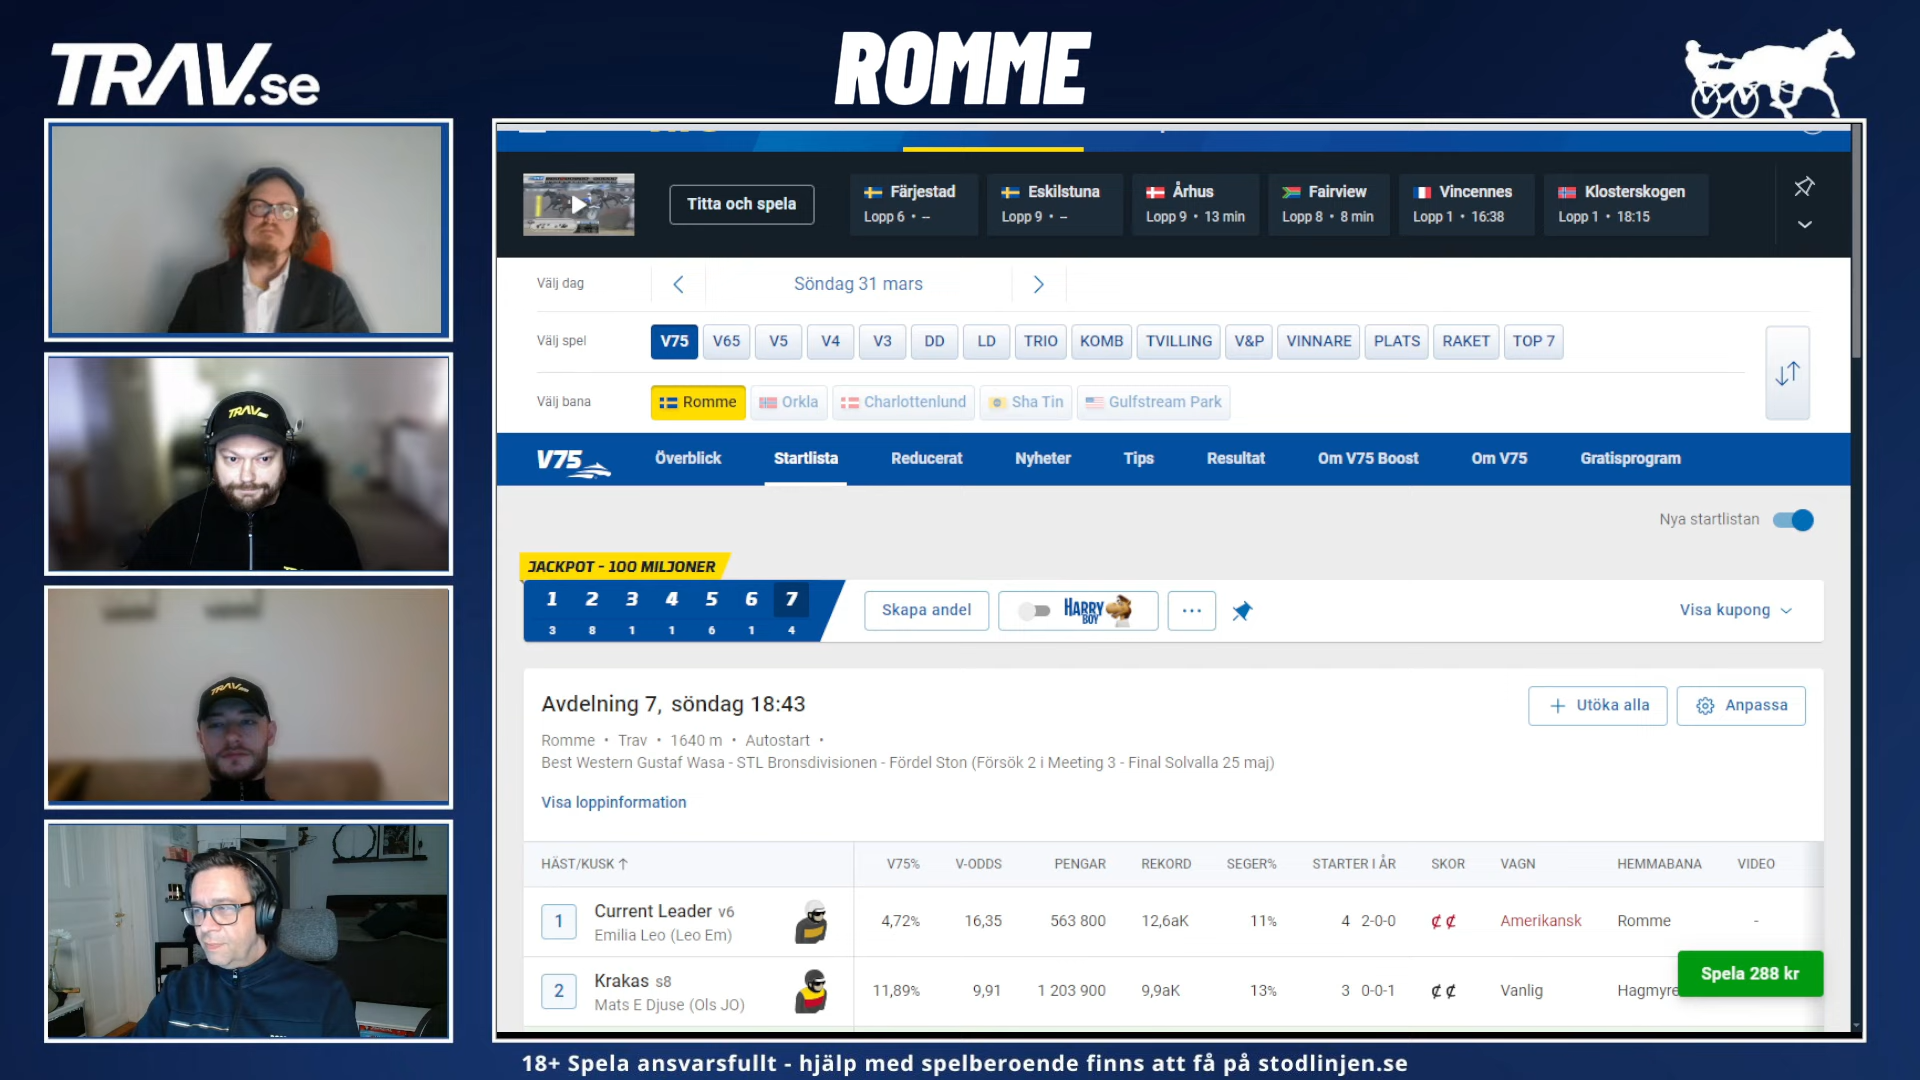 TRAV.se
ROMME
Titta och spela
Färjestad
Lopp 6 • –
Eskilstuna
Lopp 9 • –
Århus
Lopp 9 • 13 min
Fairview
Lopp 8 • 8 min
Vincennes
Lopp 1 • 16:38
Klosterskogen
Lopp 1 • 18:15
Välj dag
Söndag 31 mars
Välj spel
V75 V65 V5 V4 V3 DD LD TRIO KOMB TVILLING V&P VINNARE PLATS RAKET TOP 7
Välj bana
Romme Orkla Charlottenlund Sha Tin Gulfstream Park
V75 Överblick Startlista Reducerat Nyheter Tips Resultat Om V75 Boost Om V75 Gratisprogram
Nya startlistan
JACKPOT - 100 MILJONER
1 2 3 4 5 6 7
3 8 1 1 6 1 4
Skapa andel
HARRY BOY
...
Visa kupong
Avdelning 7, söndag 18:43
+ Utöka alla
Anpassa
Romme • Trav • 1640 m • Autostart •
Best Western Gustaf Wasa - STL Bronsdivisionen - Fördel Ston (Försök 2 i Meeting 3 - Final Solvalla 25 maj)
Visa loppinformation
HÄST/KUSK ↑ V75% V-ODDS PENGAR REKORD SEGER% STARTER I ÅR SKOR VAGN HEMMABANA VIDEO
1 Current Leader v6 4,72% 16,35 563 800 12,6aK 11% 4 2-0-0 ¢ ¢ Amerikansk Romme -
Emilia Leo (Leo Em)
2 Krakas s8 11,89% 9,91 1 203 900 9,9aK 13% 3 0-0-1 ¢ ¢ Vanlig Hagmyre
Mats E Djuse (Ols JO)
Spela 288 kr
TRAV.se
TRAV.se
18+ Spela ansvarsfullt - hjälp med spelberoende finns att få på stodlinjen.se